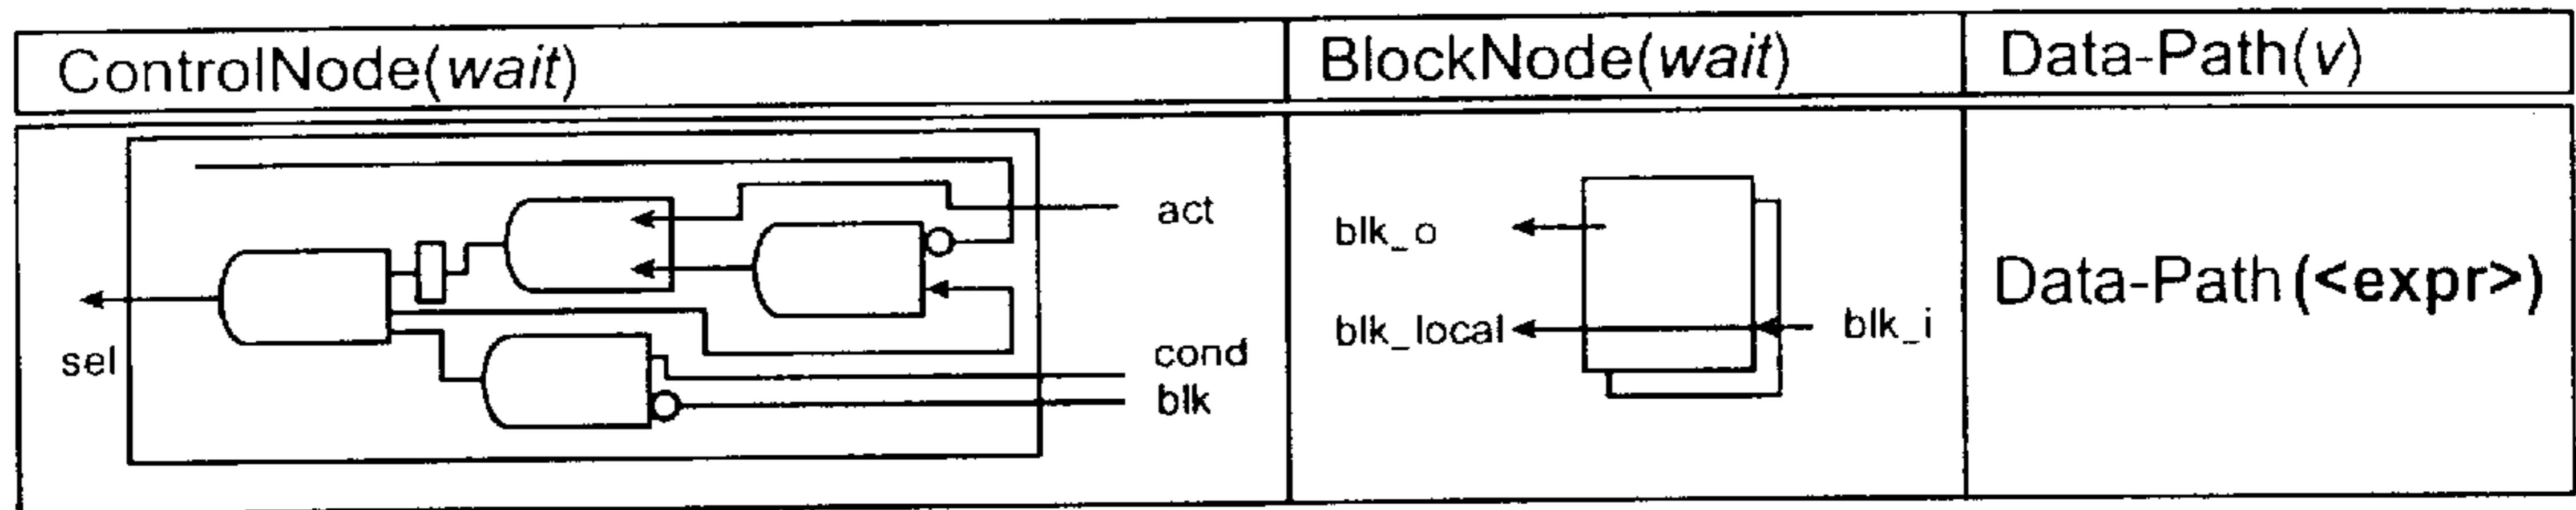 ControlNode(wait)
BlockNode(wait)
Data-Path(v)
act
sel
cond
blk
blk_o
blk_local
blk_i
Data-Path(<expr>)